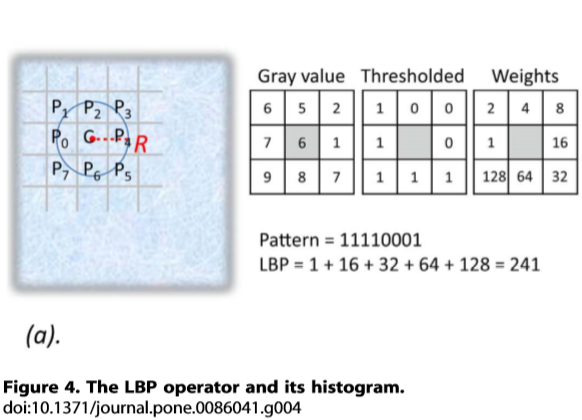 Gray value Thresholded Weights
P1 P2 P3
6 5 2 1 0 0 2 4 8
P0 G P4 R
7 6 1 1 0 1 16
P7 P6 P5
9 8 7 1 1 1 128 64 32
Pattern = 11110001
LBP = 1 + 16 + 32 + 64 + 128 = 241
(a).
Figure 4. The LBP operator and its histogram.
doi:10.1371/journal.pone.0086041.g004